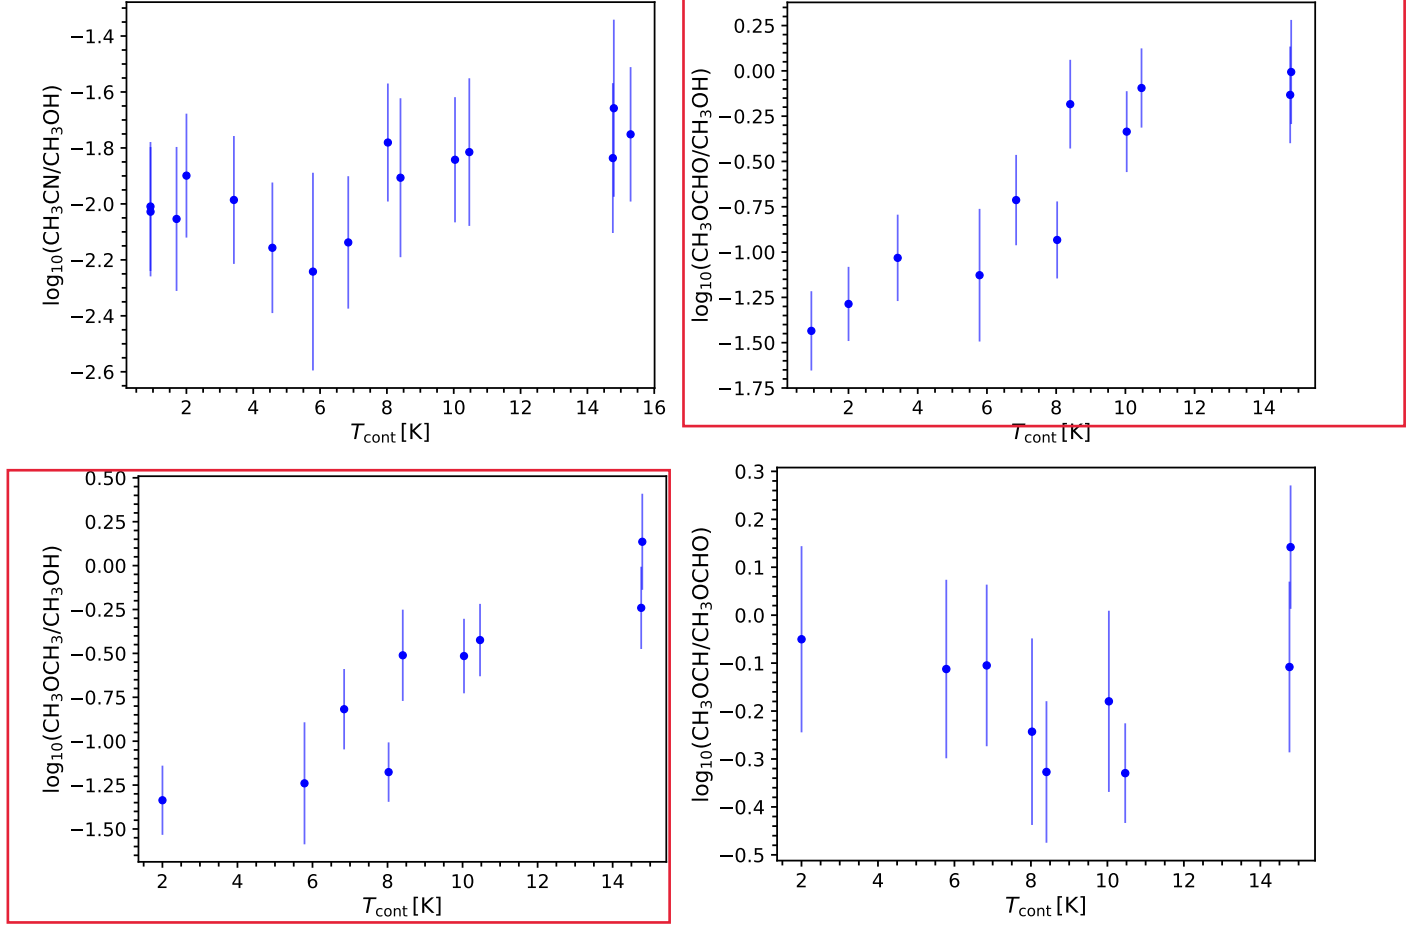 log₁₀(CH₃CN/CH₃OH)
−1.4
−1.6
−1.8
−2.0
−2.2
−2.4
−2.6
2 4 6 8 10 12 14 16
T_cont [K]
log₁₀(CH₃OCHO/CH₃OH)
0.25
0.00
−0.25
−0.50
−0.75
−1.00
−1.25
−1.50
−1.75
2 4 6 8 10 12 14
T_cont [K]
log₁₀(CH₃OCH₃/CH₃OH)
0.50
0.25
0.00
−0.25
−0.50
−0.75
−1.00
−1.25
−1.50
2 4 6 8 10 12 14
T_cont [K]
log₁₀(CH₃OCH/CH₃OCHO)
0.3
0.2
0.1
0.0
−0.1
−0.2
−0.3
−0.4
−0.5
2 4 6 8 10 12 14
T_cont [K]